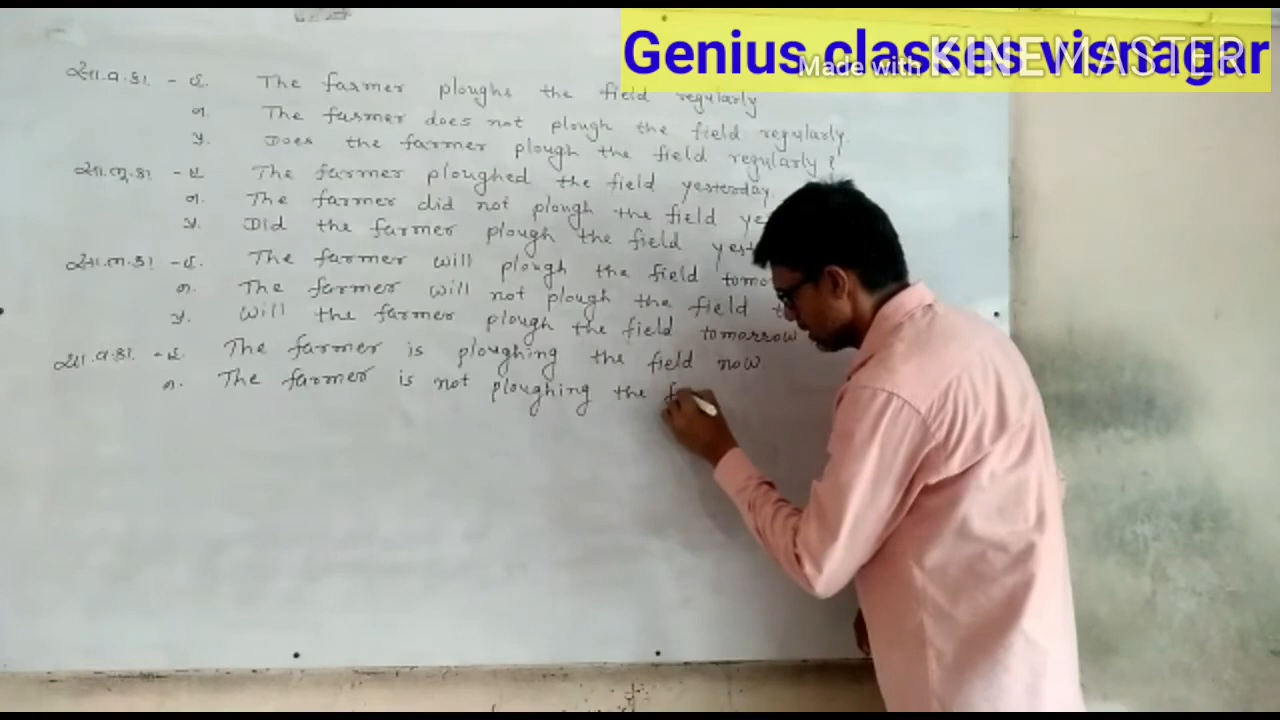 Genius classes visnagar
Made with KINEMASTER
સા.વ.કા. - હ. The farmer ploughs the field regularly
ન. The farmer does not plough the field regularly.
પ્ર. Does the farmer plough the field regularly?
સા.ભૂ.કા - હ The farmer ploughed the field yesterday
ન. The farmer did not plough the field
પ્ર. Did the farmer plough the field
સા.ભ.કા - હ. The farmer will plough the field
ન. The farmer will not plough the field
પ્ર. Will the farmer plough the field tomorrow
ચા.વ.કા. - હ. The farmer is ploughing the field now.
ન. The farmer is not ploughing the f